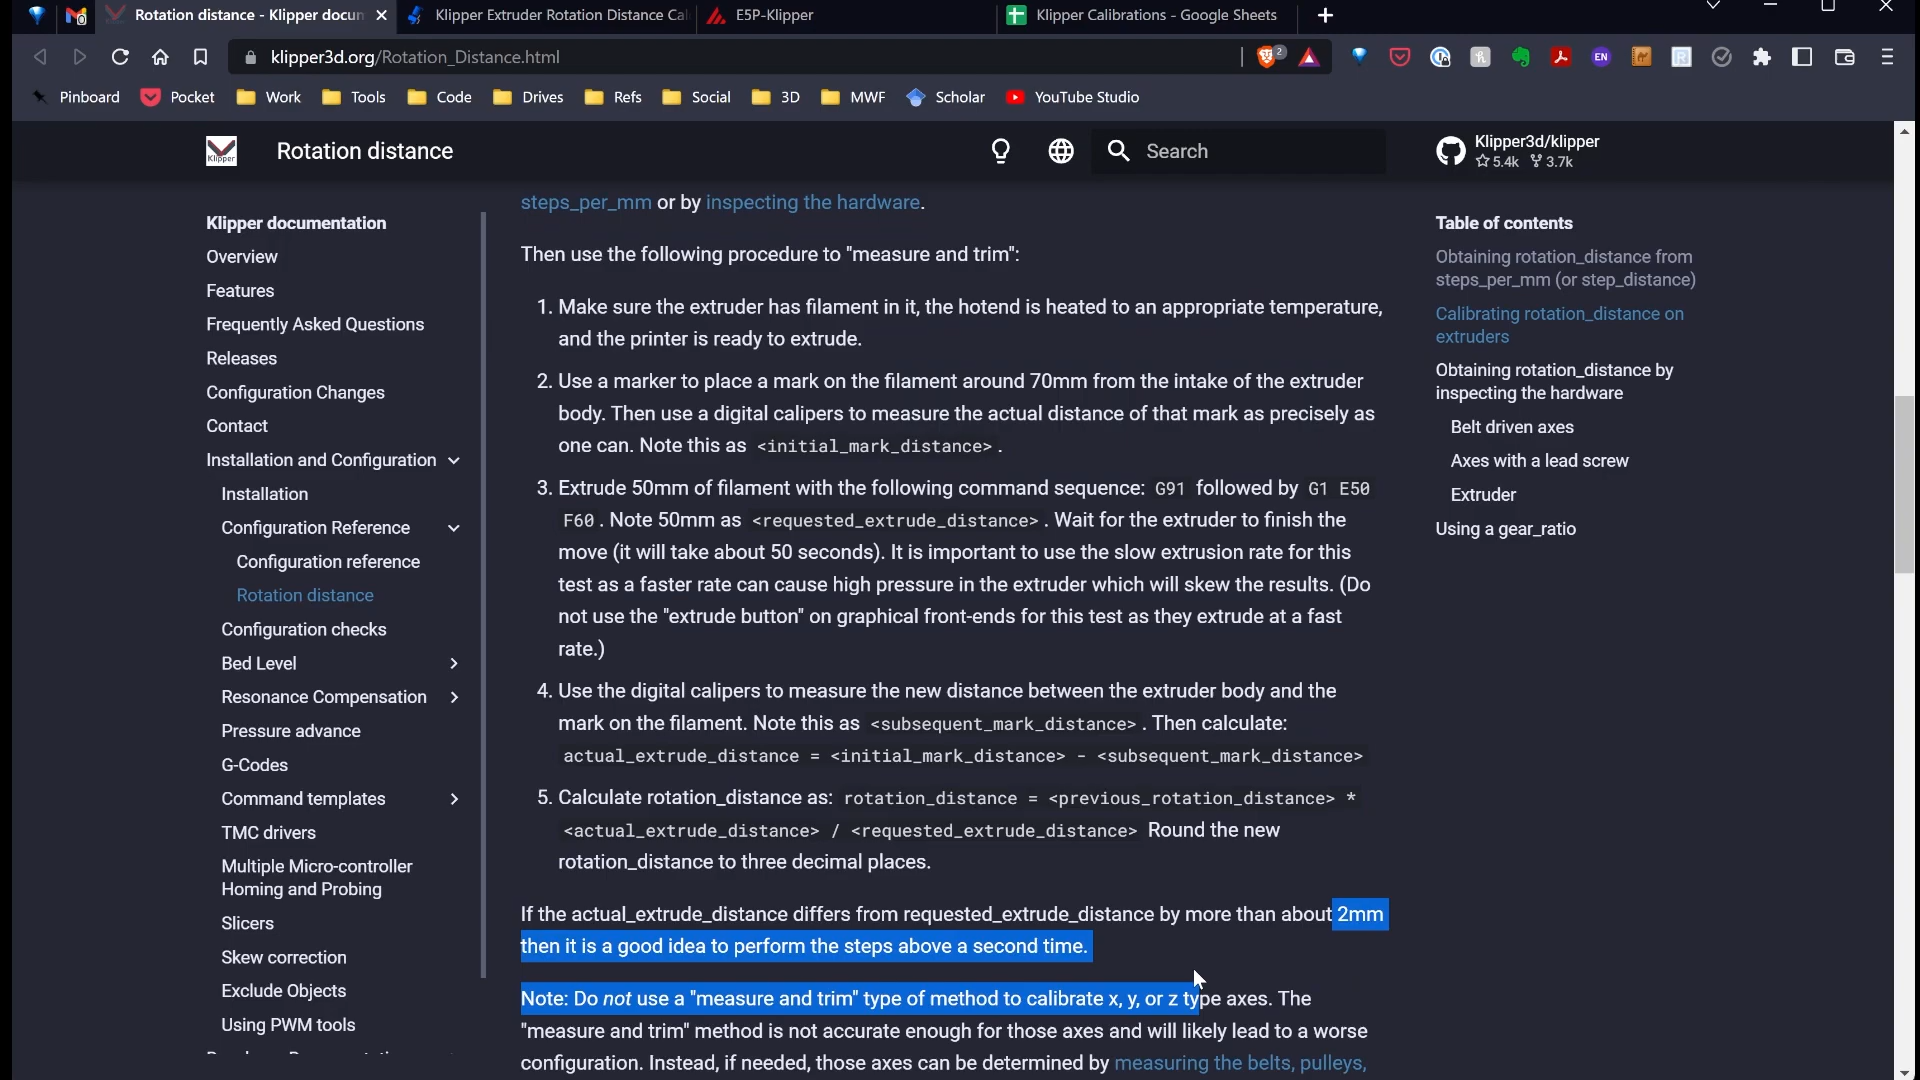 Rotation distance - Klipper docum
Klipper Extruder Rotation Distance Cal
E5P-Klipper
Klipper Calibrations - Google Sheets
klipper3d.org/Rotation_Distance.html
2
EN
Pinboard Pocket Work Tools Code Drives Refs Social 3D MWF Scholar YouTube Studio
Klipper
Rotation distance
Search
Klipper3d/klipper
5.4k 3.7k
Klipper documentation
Overview
Features
Frequently Asked Questions
Releases
Configuration Changes
Contact
Installation and Configuration
Installation
Configuration Reference
Configuration reference
Rotation distance
Configuration checks
Bed Level
Resonance Compensation
Pressure advance
G-Codes
Command templates
TMC drivers
Multiple Micro-controller
Homing and Probing
Slicers
Skew correction
Exclude Objects
Using PWM tools
steps_per_mm or by inspecting the hardware.
Then use the following procedure to "measure and trim":
1. Make sure the extruder has filament in it, the hotend is heated to an appropriate temperature,
and the printer is ready to extrude.
2. Use a marker to place a mark on the filament around 70mm from the intake of the extruder
body. Then use a digital calipers to measure the actual distance of that mark as precisely as
one can. Note this as <initial_mark_distance> .
3. Extrude 50mm of filament with the following command sequence: G91 followed by G1 E50
F60 . Note 50mm as <requested_extrude_distance> . Wait for the extruder to finish the
move (it will take about 50 seconds). It is important to use the slow extrusion rate for this
test as a faster rate can cause high pressure in the extruder which will skew the results. (Do
not use the "extrude button" on graphical front-ends for this test as they extrude at a fast
rate.)
4. Use the digital calipers to measure the new distance between the extruder body and the
mark on the filament. Note this as <subsequent_mark_distance> . Then calculate:
actual_extrude_distance = <initial_mark_distance> - <subsequent_mark_distance>
5. Calculate rotation_distance as: rotation_distance = <previous_rotation_distance> *
<actual_extrude_distance> / <requested_extrude_distance> Round the new
rotation_distance to three decimal places.
If the actual_extrude_distance differs from requested_extrude_distance by more than about 2mm
then it is a good idea to perform the steps above a second time.
Note: Do not use a "measure and trim" type of method to calibrate x, y, or z type axes. The
"measure and trim" method is not accurate enough for those axes and will likely lead to a worse
configuration. Instead, if needed, those axes can be determined by measuring the belts, pulleys,
Table of contents
Obtaining rotation_distance from
steps_per_mm (or step_distance)
Calibrating rotation_distance on
extruders
Obtaining rotation_distance by
inspecting the hardware
Belt driven axes
Axes with a lead screw
Extruder
Using a gear_ratio